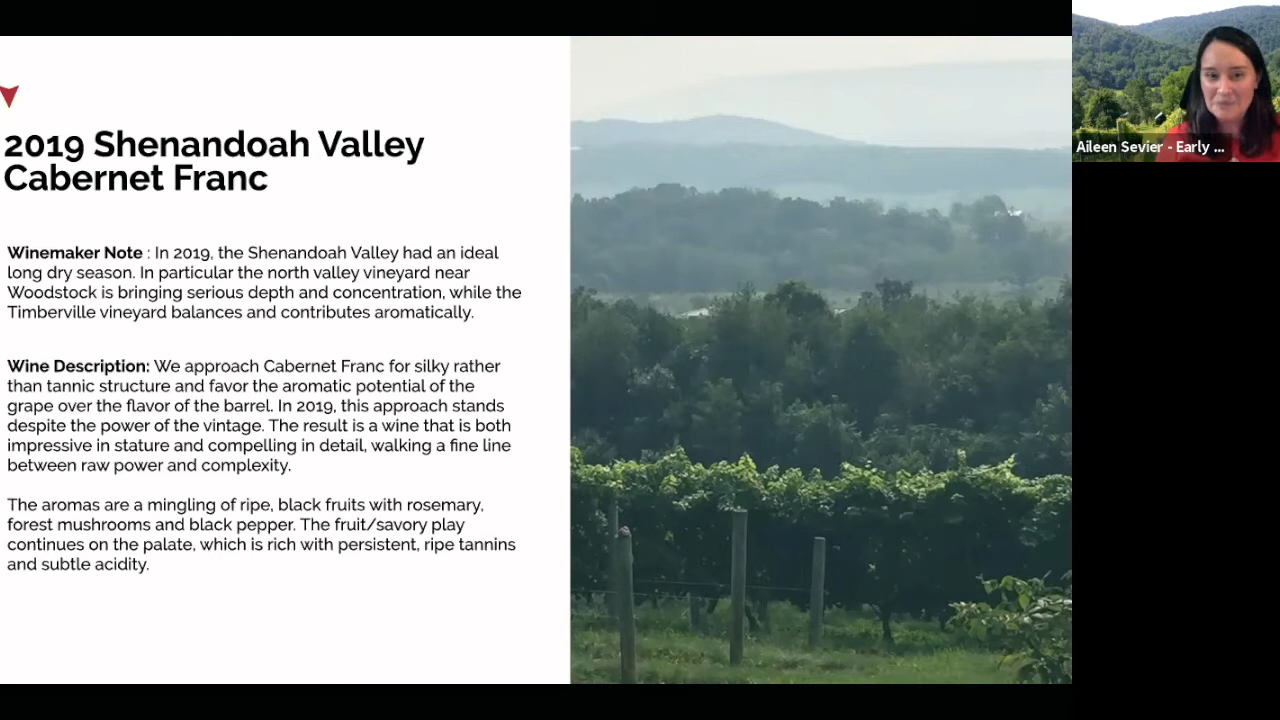 2019 Shenandoah Valley
Cabernet Franc
Winemaker Note : In 2019, the Shenandoah Valley had an ideal
long dry season. In particular the north valley vineyard near
Woodstock is bringing serious depth and concentration, while the
Timberville vineyard balances and contributes aromatically.
Wine Description: We approach Cabernet Franc for silky rather
than tannic structure and favor the aromatic potential of the
grape over the flavor of the barrel. In 2019, this approach stands
despite the power of the vintage. The result is a wine that is both
impressive in stature and compelling in detail, walking a fine line
between raw power and complexity.
The aromas are a mingling of ripe, black fruits with rosemary,
forest mushrooms and black pepper. The fruit/savory play
continues on the palate, which is rich with persistent, ripe tannins
and subtle acidity.
Aileen Sevier - Early ...